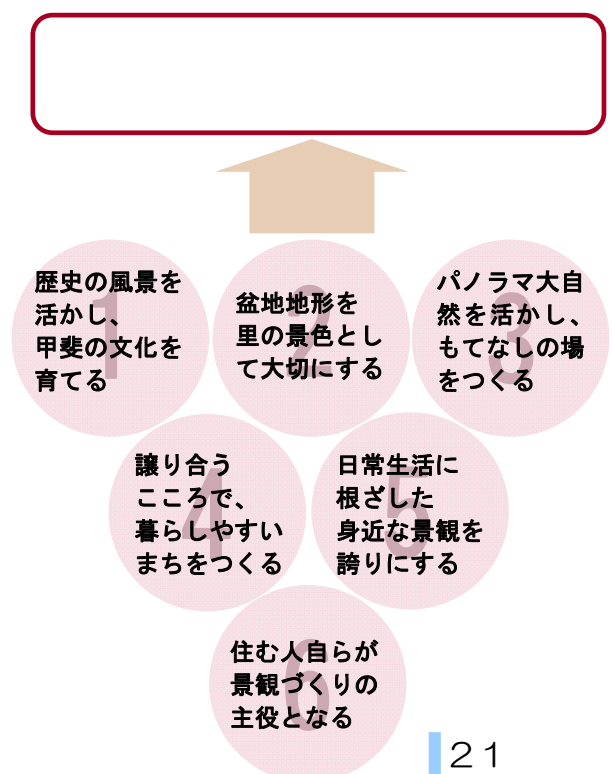 1
歴史の風景を
活かし、
甲斐の文化を
育てる
2
盆地地形を
里の景色とし
て大切にする
3
パノラマ大自
然を活かし、
もてなしの場
をつくる
4
譲り合う
こころで、
暮らしやすい
まちをつくる
5
日常生活に
根ざした
身近な景観を
誇りにする
6
住む人自らが
景観づくりの
主役となる
21